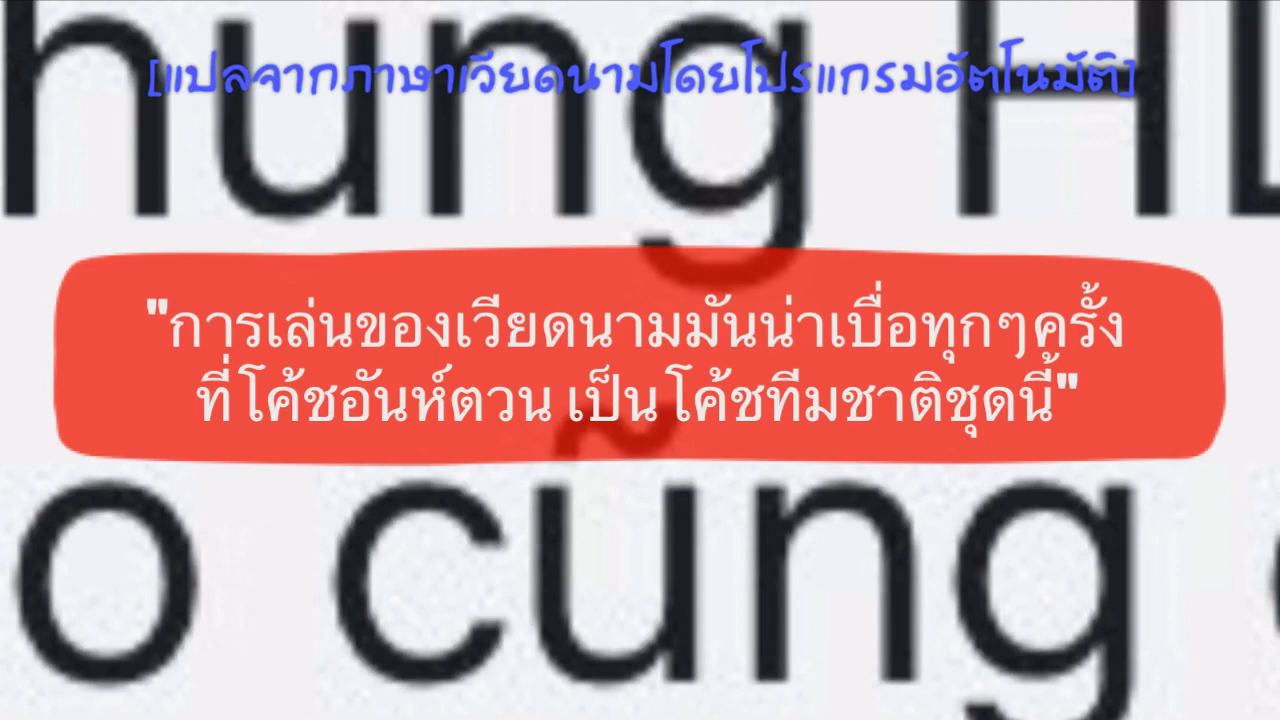 hung H
[แปลจากภาษาเวียดนามโดยโปรแกรมอัตโนมัติ]
"การเล่นของเวียดนามมันน่าเบื่อทุกๆครั้ง
ที่โค้ชอันห์ตวน เป็นโค้ชทีมชาติชุดนี้"
o cũng